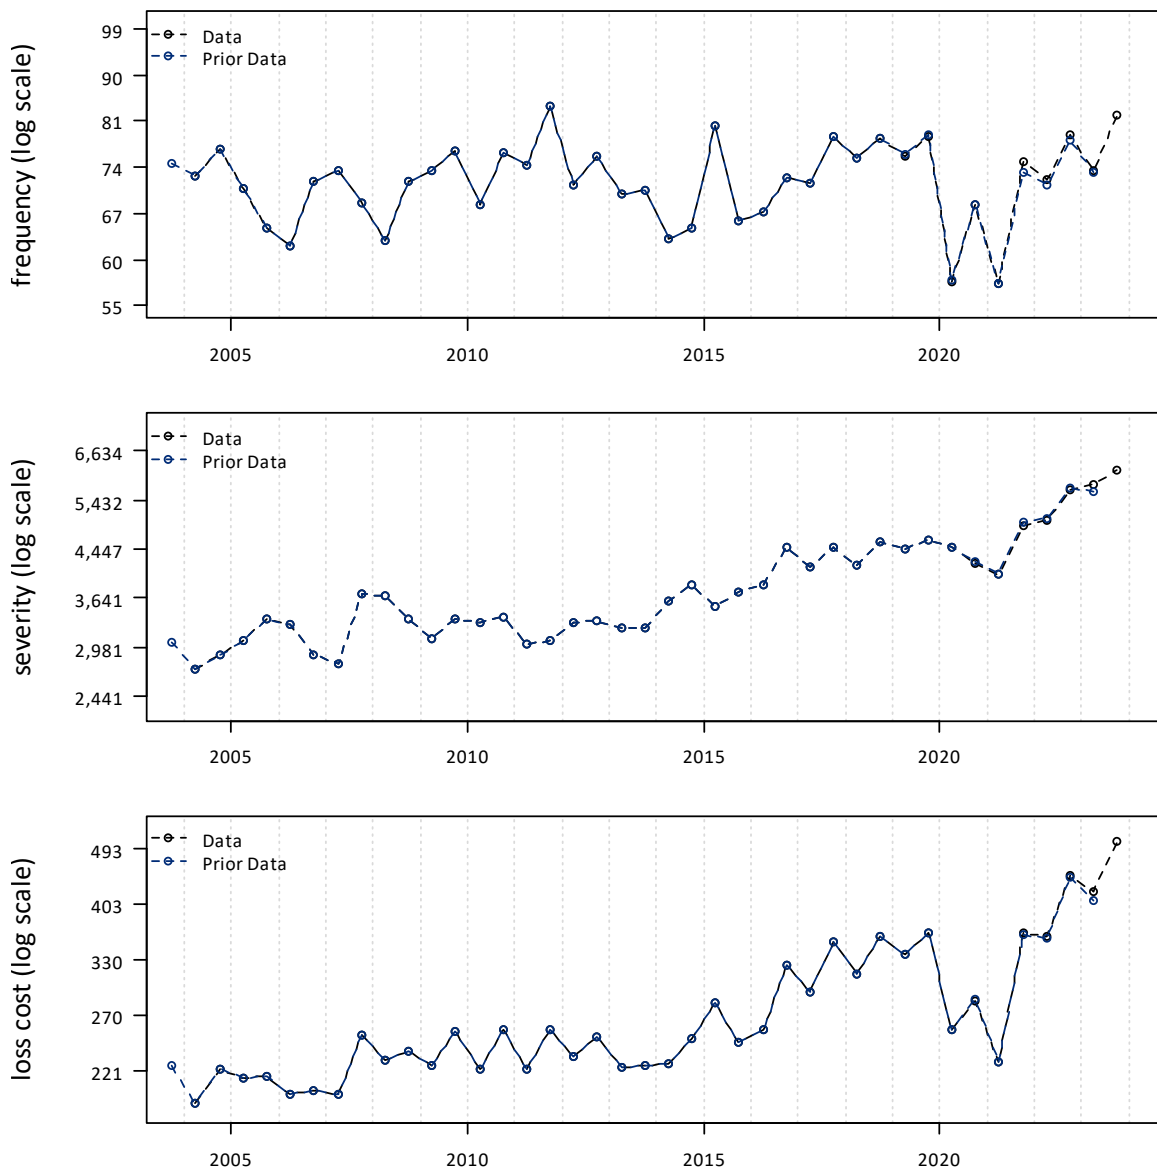 frequency (log scale)
99
90
81
74
67
60
55
Data
Prior Data
2005 2010 2015 2020
severity (log scale)
6,634
5,432
4,447
3,641
2,981
2,441
Data
Prior Data
2005 2010 2015 2020
loss cost (log scale)
493
403
330
270
221
Data
Prior Data
2005 2010 2015 2020